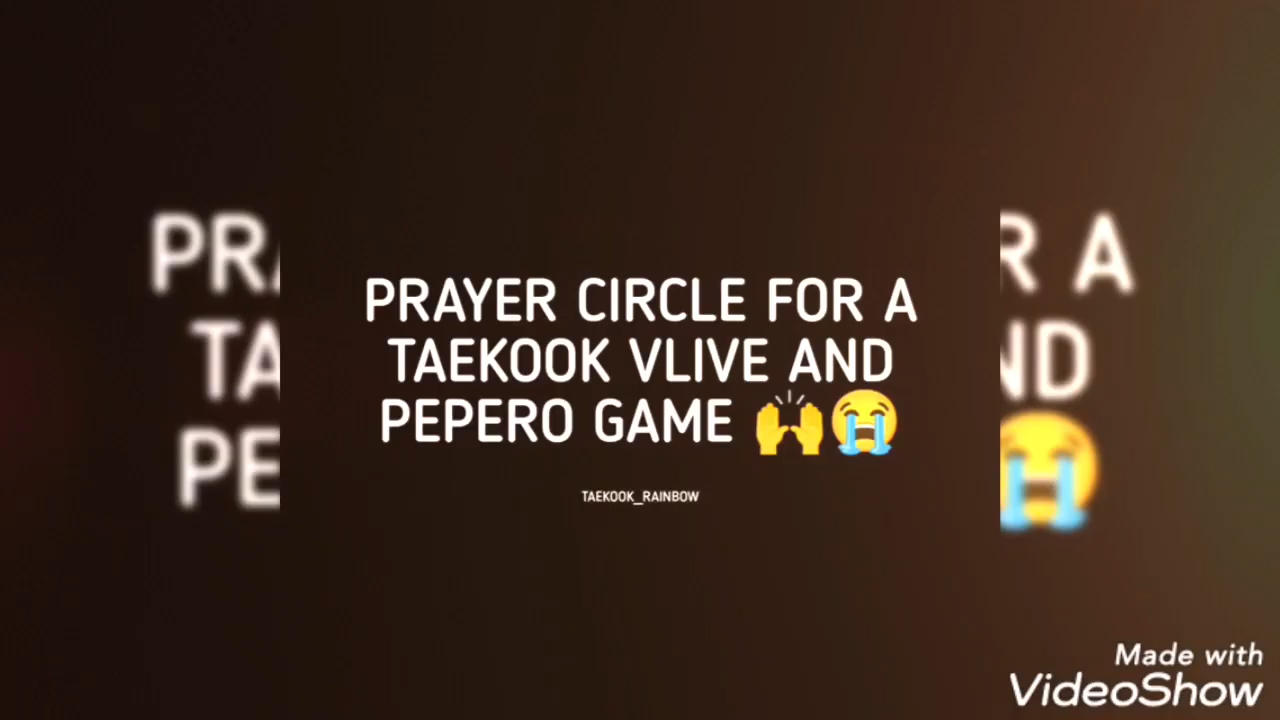 PRAYER CIRCLE FOR A
TAEKOOK VLIVE AND
PEPERO GAME 🙌😭
TAEKOOK_RAINBOW
Made with
VideoShow